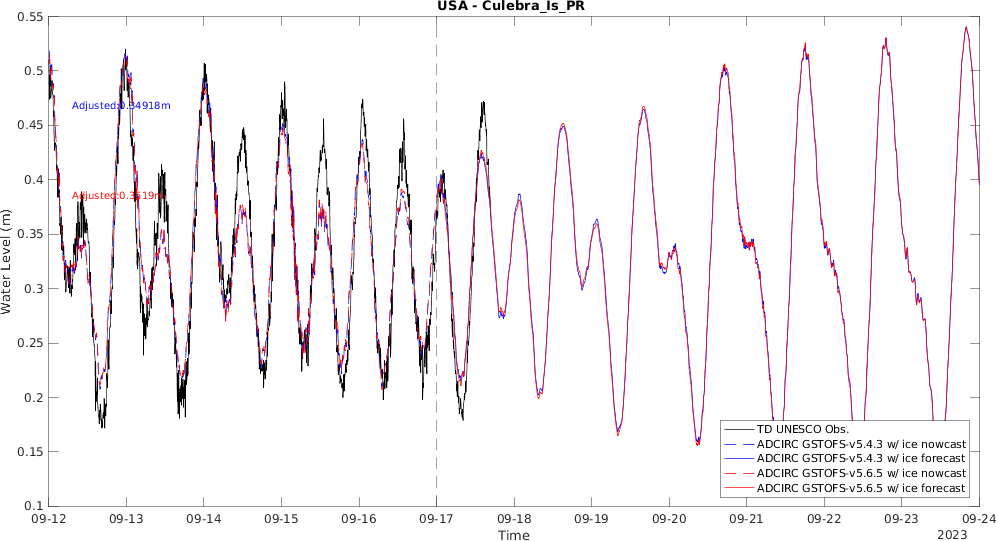 USA - Culebra_Is_PR
0.55
0.5
0.45
0.4
0.35
0.3
0.25
0.2
0.15
0.1
Water Level (m)
Adjusted:0.34918m
Adjusted:0.3519m
TD UNESCO Obs.
ADCIRC GSTOFS-v5.4.3 w/ ice nowcast
ADCIRC GSTOFS-v5.4.3 w/ ice forecast
ADCIRC GSTOFS-v5.6.5 w/ ice nowcast
ADCIRC GSTOFS-v5.6.5 w/ ice forecast
09-12 09-13 09-14 09-15 09-16 09-17 09-18 09-19 09-20 09-21 09-22 09-23 09-24
Time
2023